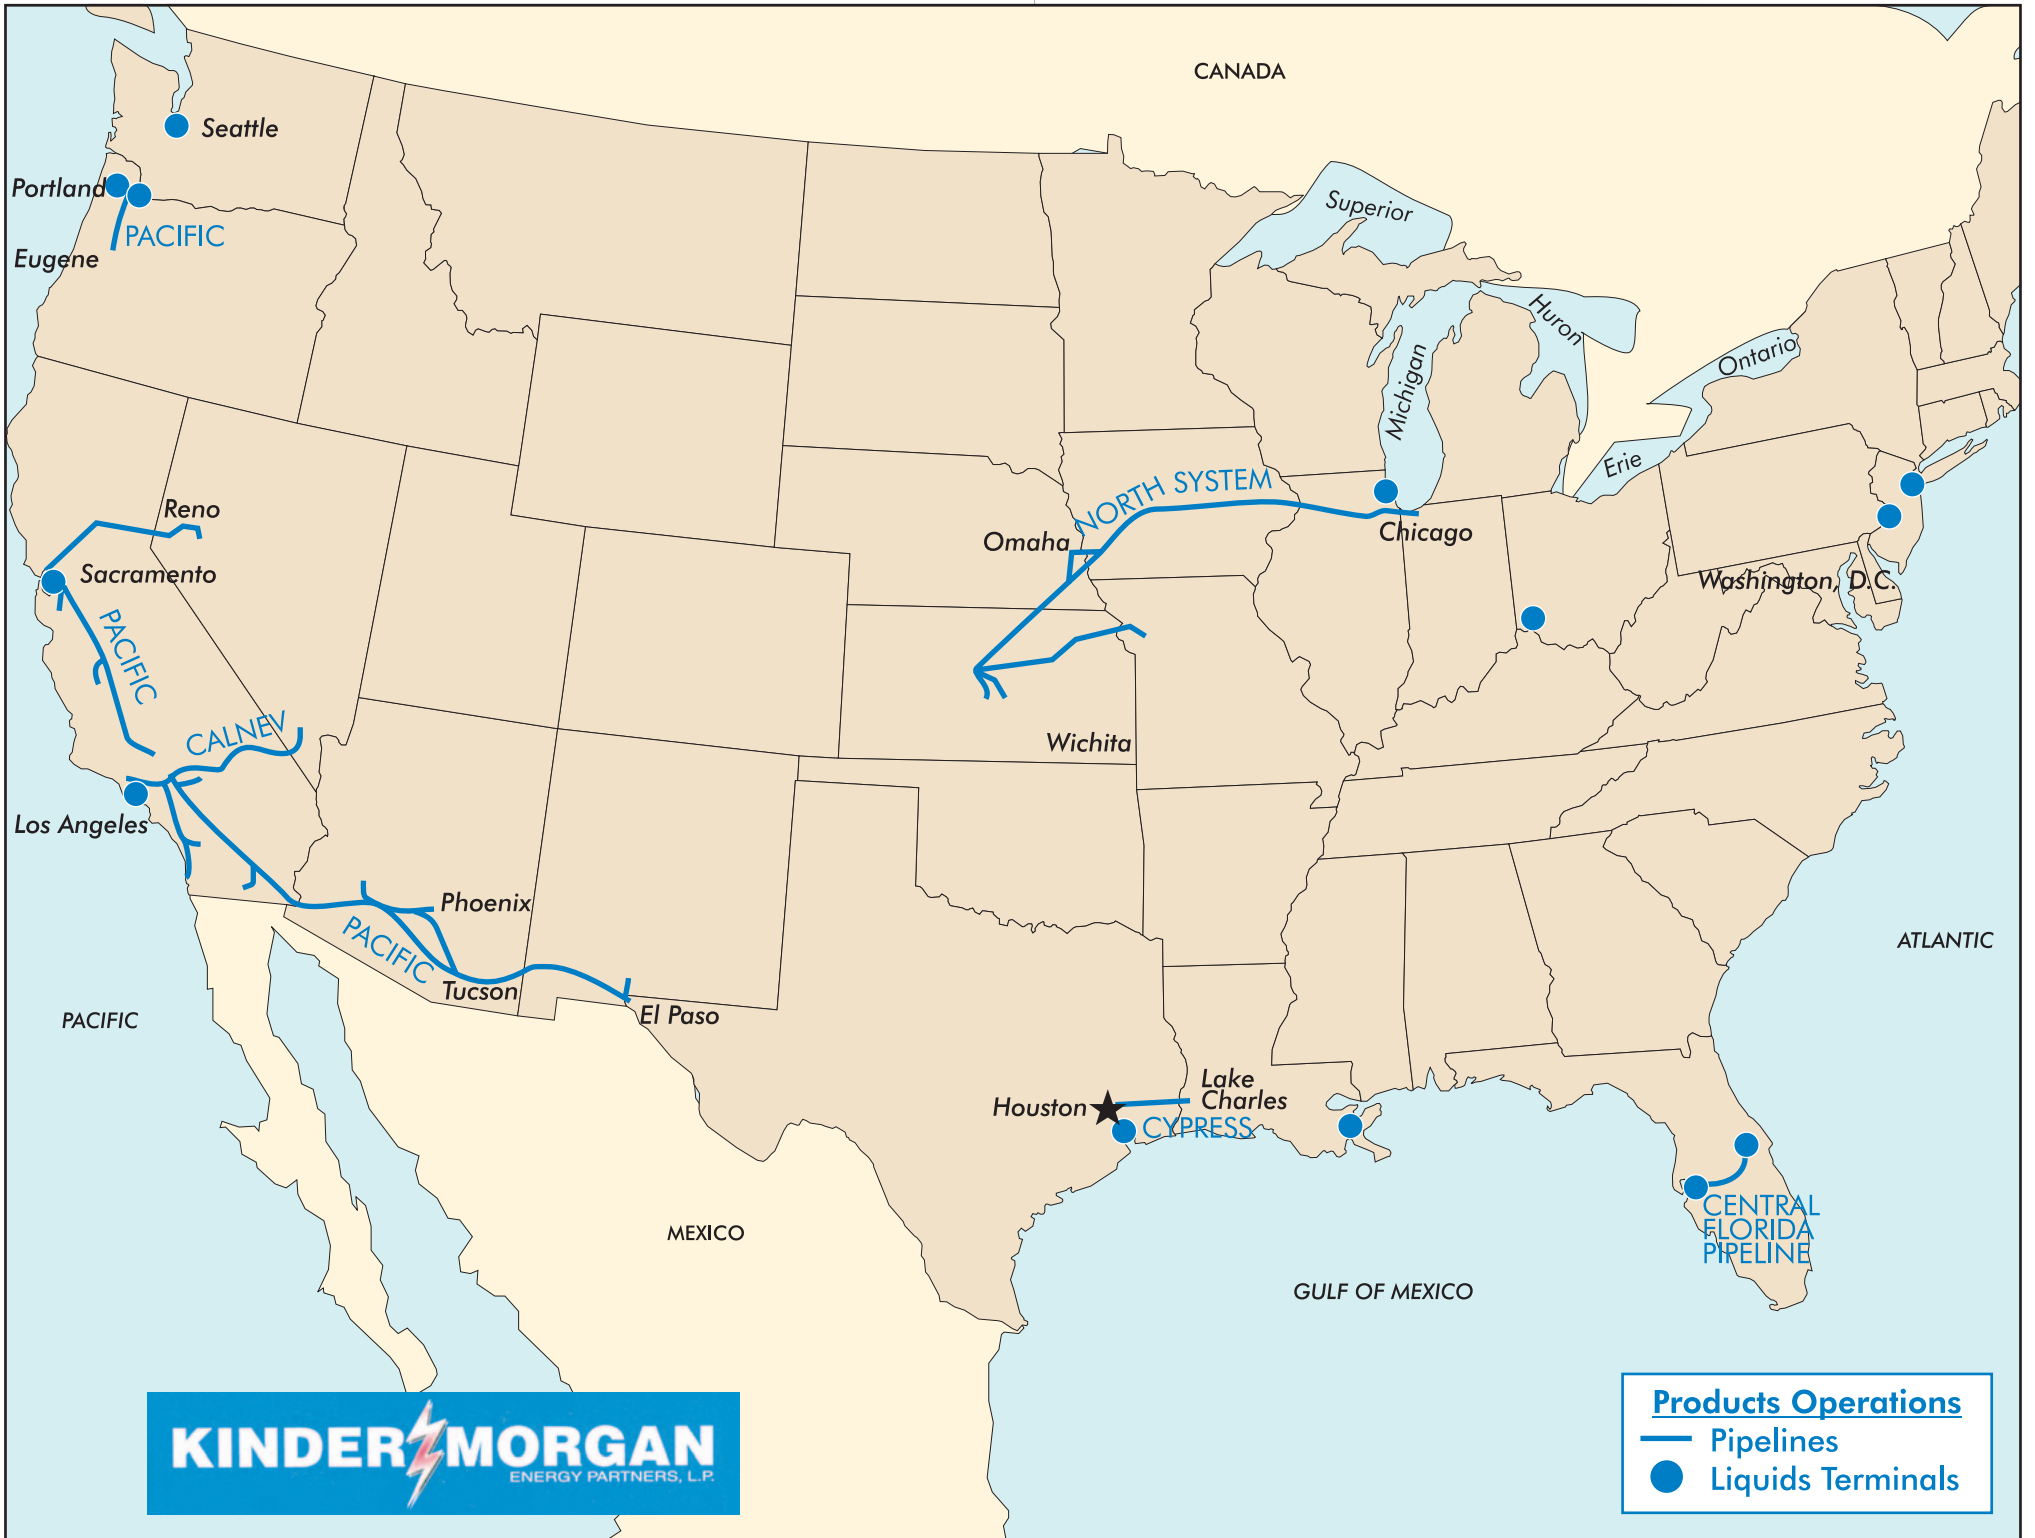 CANADA
Seattle
Superior
Portland
PACIFIC
Eugene
Huron
Ontario
Michigan
Erie
NORTH SYSTEM
Reno
Omaha
Chicago
Sacramento
Washington, D.C.
PACIFIC
CALNEV
Wichita
Los Angeles
Phoenix
PACIFIC
ATLANTIC
Tucson
El Paso
PACIFIC
Lake
Charles
Houston
CYPRESS
CENTRAL
FLORIDA
PIPELINE
MEXICO
GULF OF MEXICO
KINDER MORGAN
ENERGY PARTNERS, L.P.
Products Operations
Pipelines
Liquids Terminals